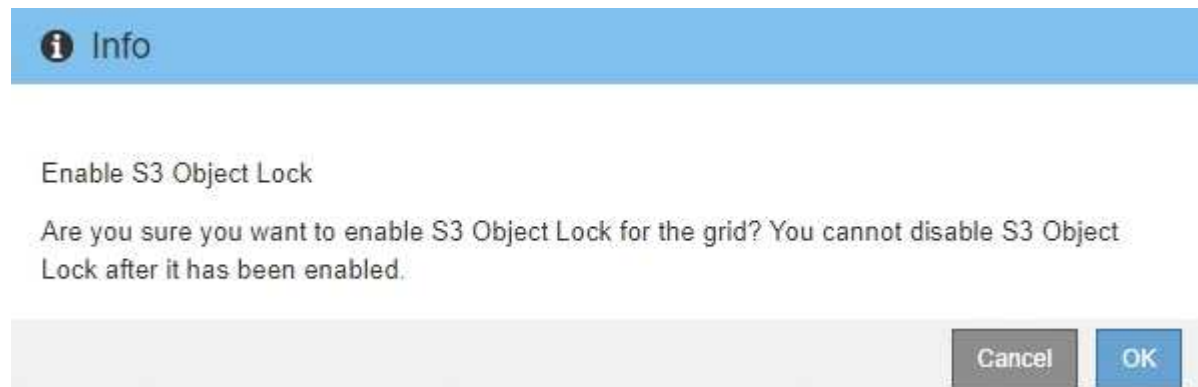 Info
Enable S3 Object Lock
Are you sure you want to enable S3 Object Lock for the grid? You cannot disable S3 Object
Lock after it has been enabled.
Cancel OK